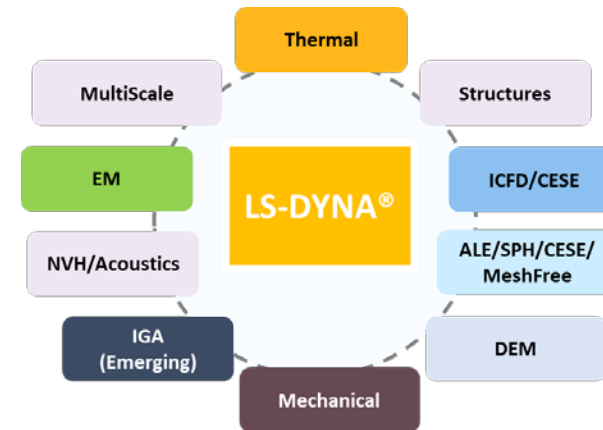 Thermal
MultiScale
Structures
EM
LS-DYNA®
ICFD/CESE
NVH/Acoustics
ALE/SPH/CESE/
MeshFree
IGA
(Emerging)
DEM
Mechanical